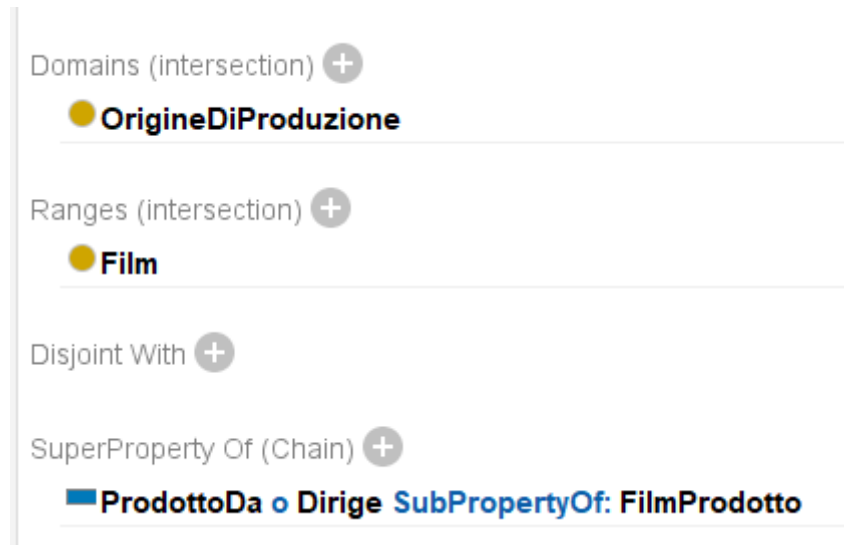 Domains (intersection)
OrigineDiProduzione
Ranges (intersection)
Film
Disjoint With
SuperProperty Of (Chain)
ProdottoDa o Dirige SubPropertyOf: FilmProdotto